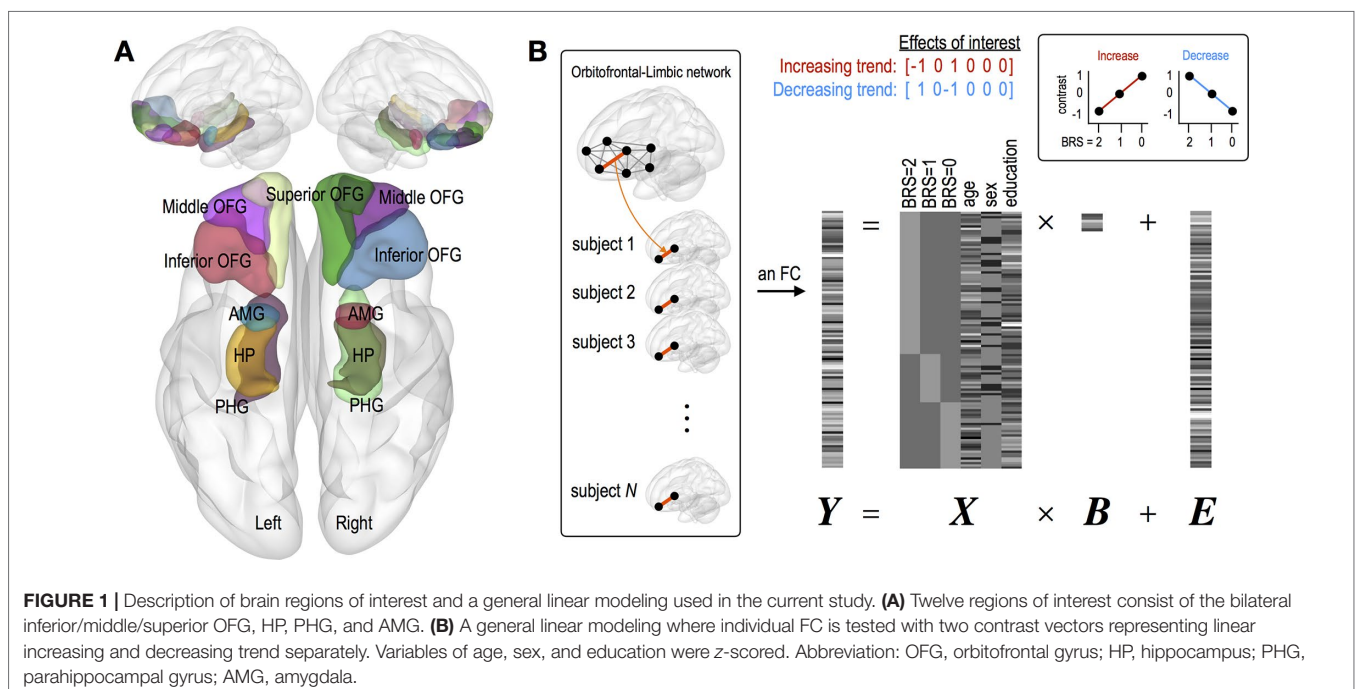 A
Superior OFG
Middle OFG
Middle OFG
Inferior OFG
Inferior OFG
AMG
AMG
HP
HP
PHG
PHG
Left
Right
B
Orbitofrontal-Limbic network
subject 1
subject 2
subject 3
subject N
an FC
Effects of interest
Increasing trend: [-1 0 1 0 0 0]
Decreasing trend: [ 1 0-1 0 0 0]
Increase
Decrease
contrast
1
0
-1
1
0
-1
BRS = 2 1 0
2 1 0
BRS=2
BRS=1
BRS=0
age
sex
education
= × +
Y = X × B + E
FIGURE 1 | Description of brain regions of interest and a general linear modeling used in the current study. (A) Twelve regions of interest consist of the bilateral
inferior/middle/superior OFG, HP, PHG, and AMG. (B) A general linear modeling where individual FC is tested with two contrast vectors representing linear
increasing and decreasing trend separately. Variables of age, sex, and education were z-scored. Abbreviation: OFG, orbitofrontal gyrus; HP, hippocampus; PHG,
parahippocampal gyrus; AMG, amygdala.